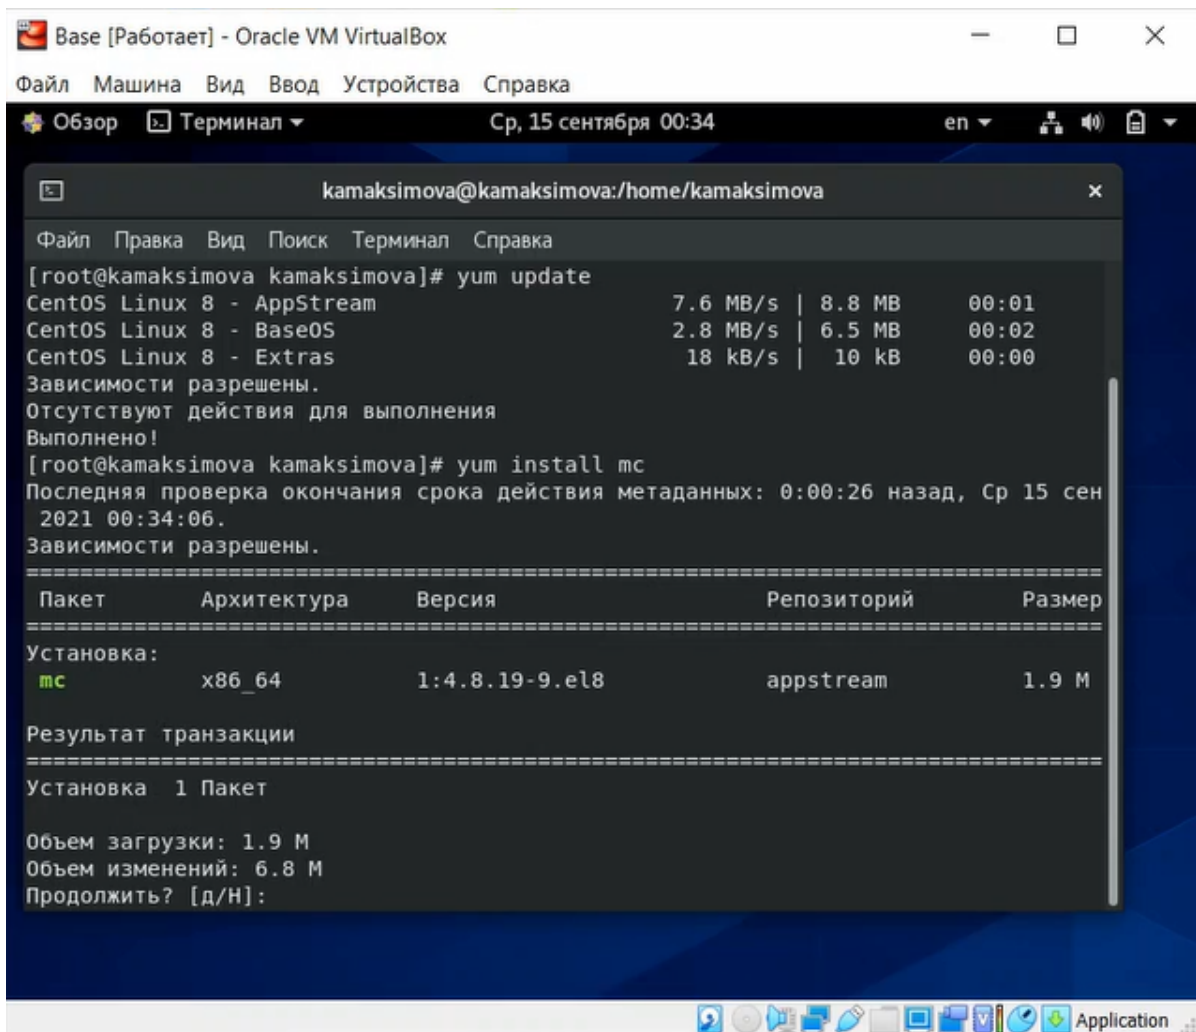 Base [Работает] - Oracle VM VirtualBox
Файл Машина Вид Ввод Устройства Справка
Обзор Терминал Ср, 15 сентября 00:34 en
kamaksimova@kamaksimova:/home/kamaksimova
Файл Правка Вид Поиск Терминал Справка
[root@kamaksimova kamaksimova]# yum update
CentOS Linux 8 - AppStream 7.6 MB/s | 8.8 MB 00:01
CentOS Linux 8 - BaseOS 2.8 MB/s | 6.5 MB 00:02
CentOS Linux 8 - Extras 18 kB/s | 10 kB 00:00
Зависимости разрешены.
Отсутствуют действия для выполнения
Выполнено!
[root@kamaksimova kamaksimova]# yum install mc
Последняя проверка окончания срока действия метаданных: 0:00:26 назад, Ср 15 сен
2021 00:34:06.
Зависимости разрешены.
================================================================================
Пакет Архитектура Версия Репозиторий Размер
================================================================================
Установка:
mc x86_64 1:4.8.19-9.el8 appstream 1.9 M
Результат транзакции
================================================================================
Установка 1 Пакет
Объем загрузки: 1.9 M
Объем изменений: 6.8 M
Продолжить? [д/Н]:
Application